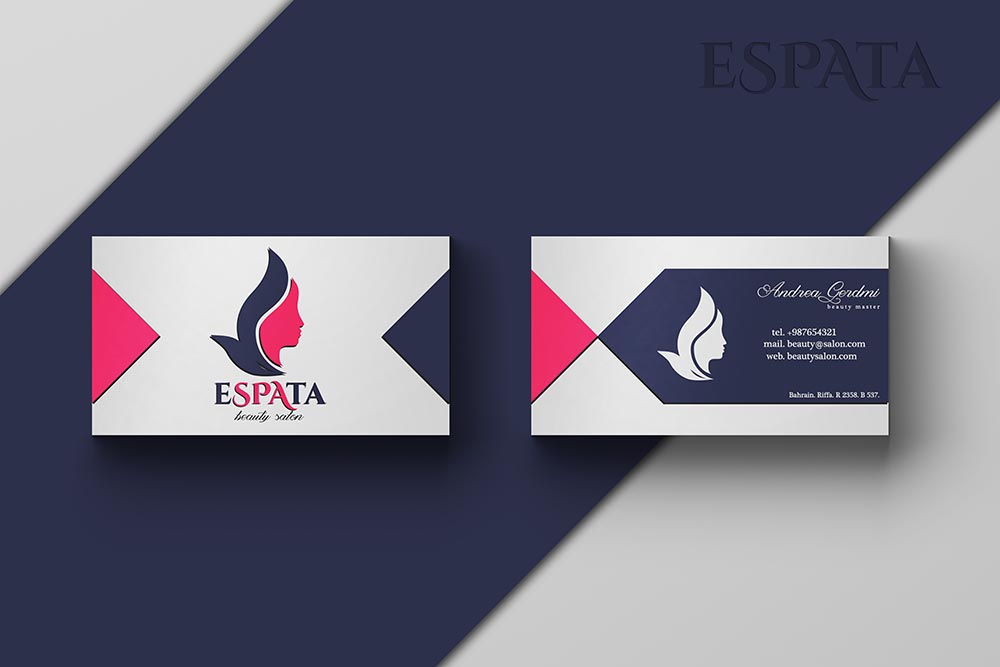 ESPATA
ESPATA
beauty salon
Andrea Gerdmi
beauty master
tel. +987654321
mail. beauty@salon.com
web. beautysalon.com
Bahrain. Riffa. R 2358. B 537.